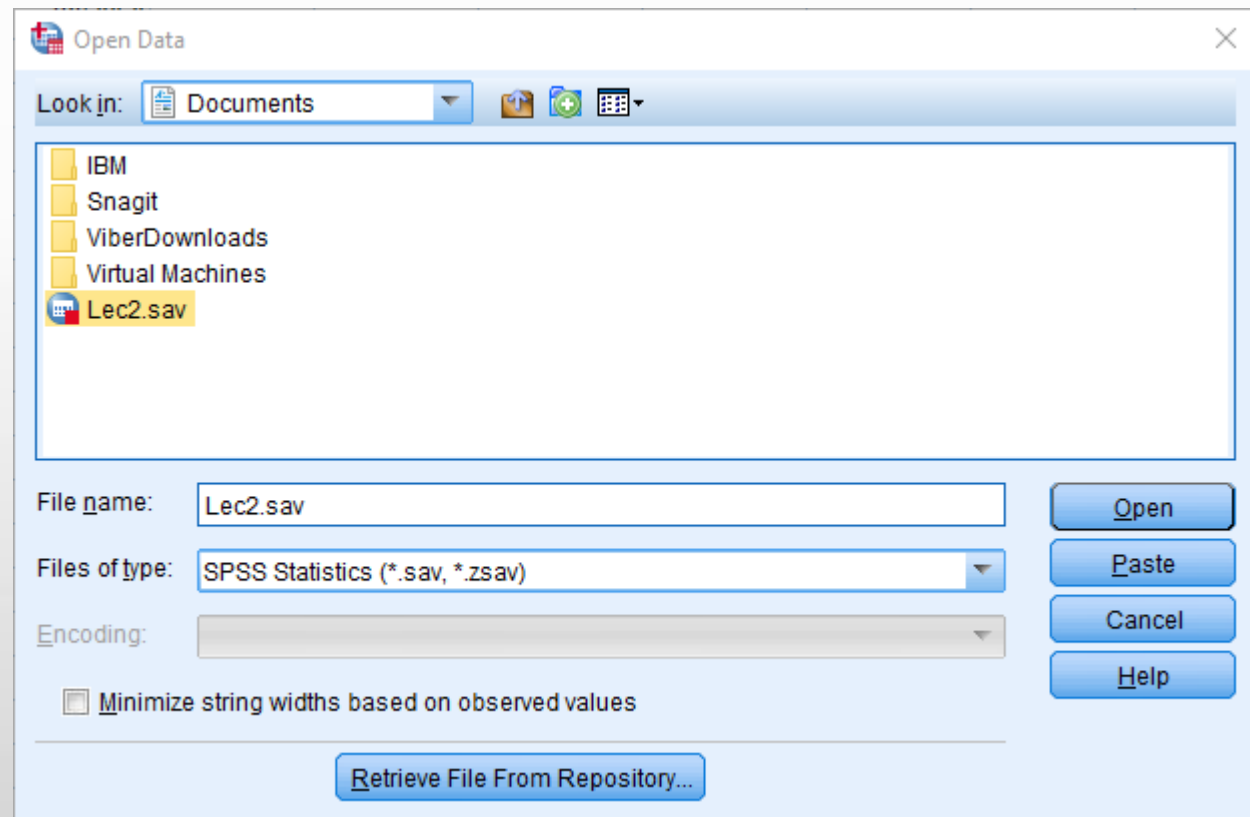 Open Data
Look in: Documents
IBM
Snagit
ViberDownloads
Virtual Machines
Lec2.sav
File name: Lec2.sav
Open
Files of type: SPSS Statistics (*.sav, *.zsav)
Paste
Encoding:
Cancel
Help
Minimize string widths based on observed values
Retrieve File From Repository...